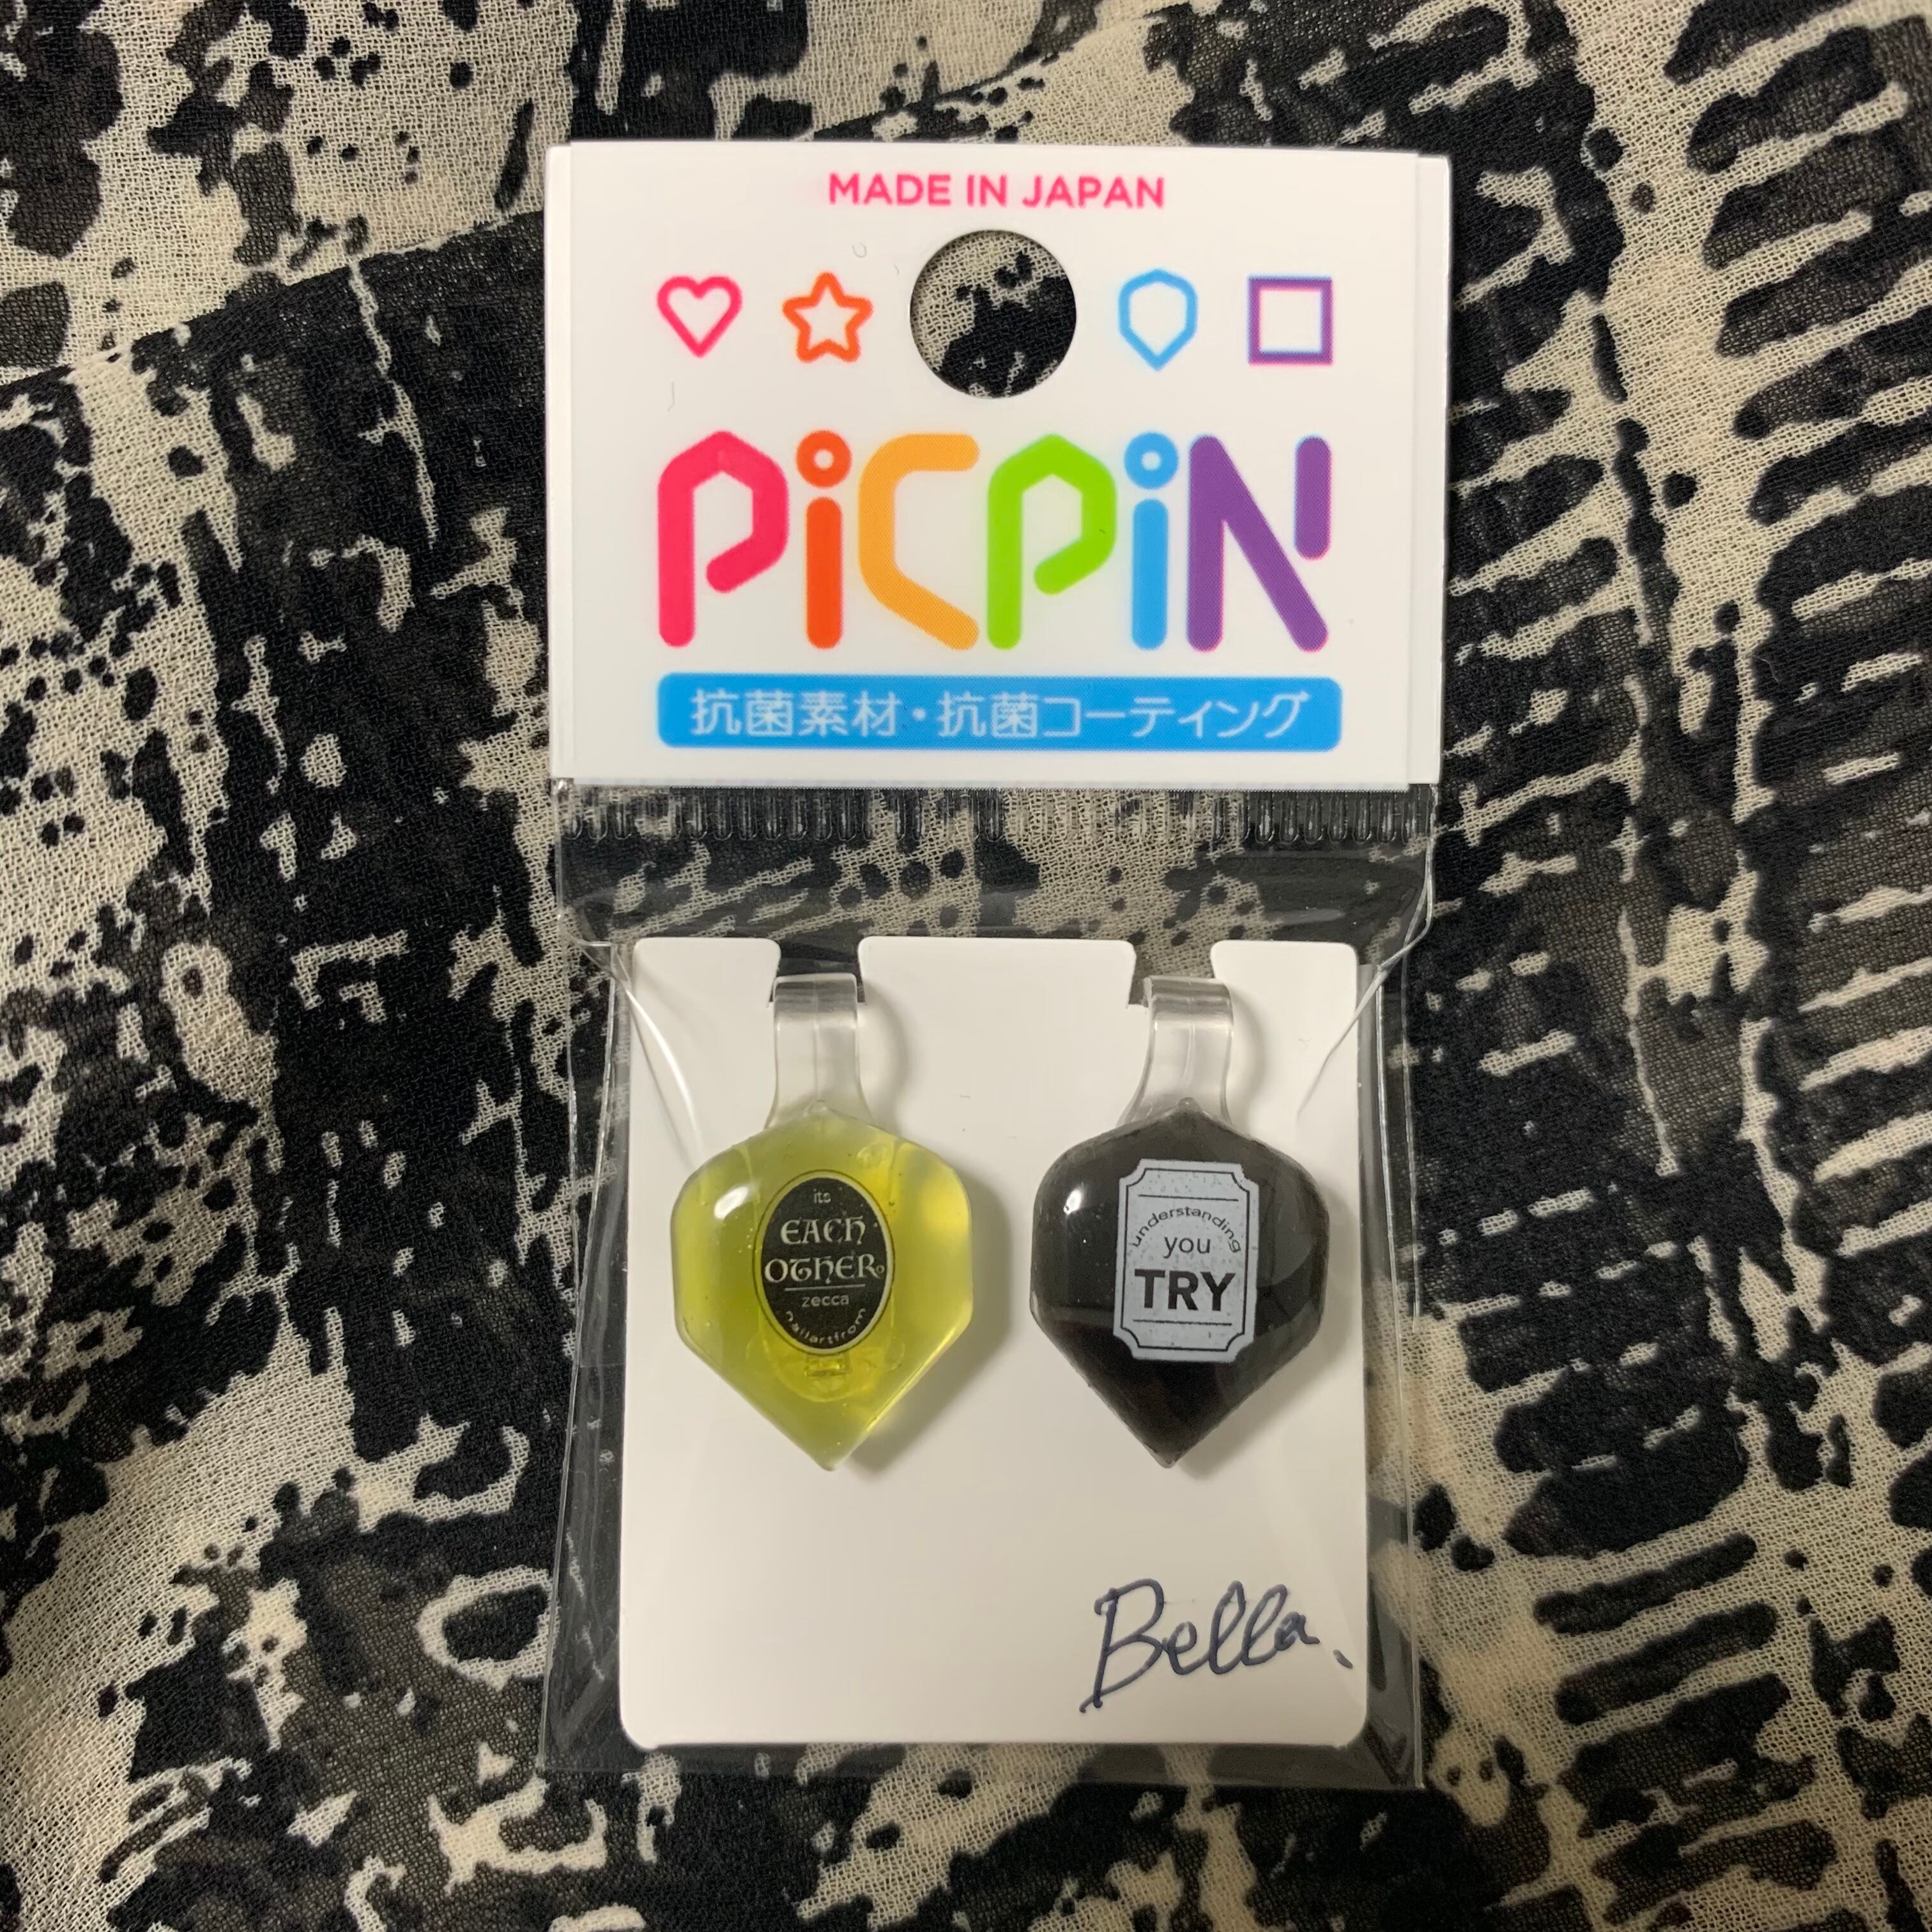 MADE IN JAPAN
PiCPiN
抗菌素材・抗菌コーティング
its
EACH
OTHER
zecca
nailartfrom
understanding
you
TRY
Bella.